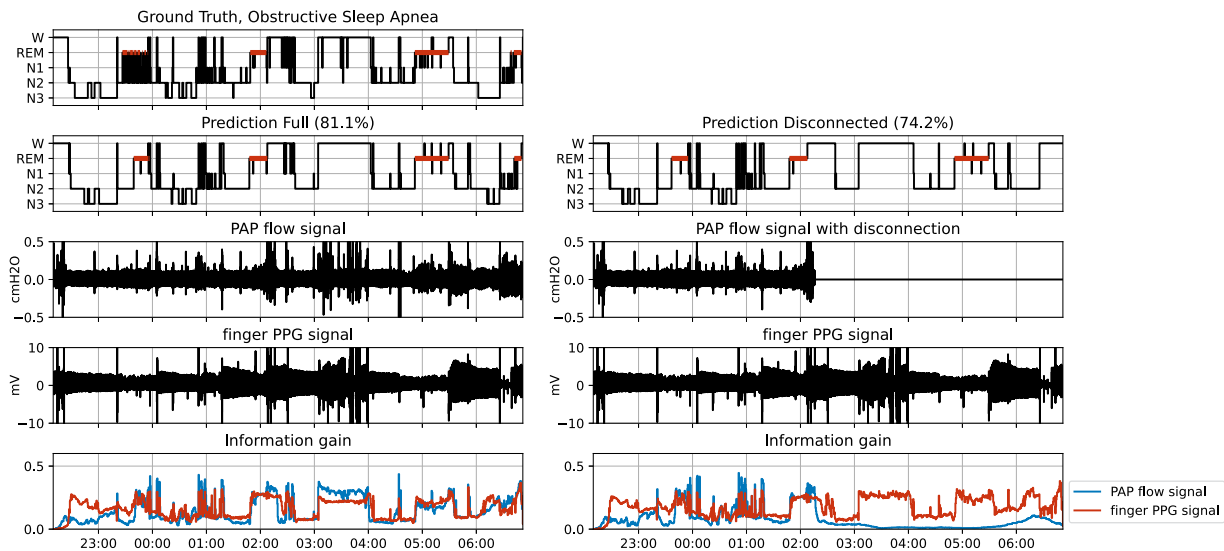 Ground Truth, Obstructive Sleep Apnea
W
REM
N1
N2
N3
Prediction Full (81.1%)
W
REM
N1
N2
N3
Prediction Disconnected (74.2%)
W
REM
N1
N2
N3
PAP flow signal
cmH2O
0.5
0.0
−0.5
PAP flow signal with disconnection
cmH2O
0.5
0.0
−0.5
finger PPG signal
mV
10
0
−10
finger PPG signal
mV
10
0
−10
Information gain
0.5
0.0
23:00 00:00 01:00 02:00 03:00 04:00 05:00 06:00
Information gain
0.5
0.0
23:00 00:00 01:00 02:00 03:00 04:00 05:00 06:00
PAP flow signal
finger PPG signal